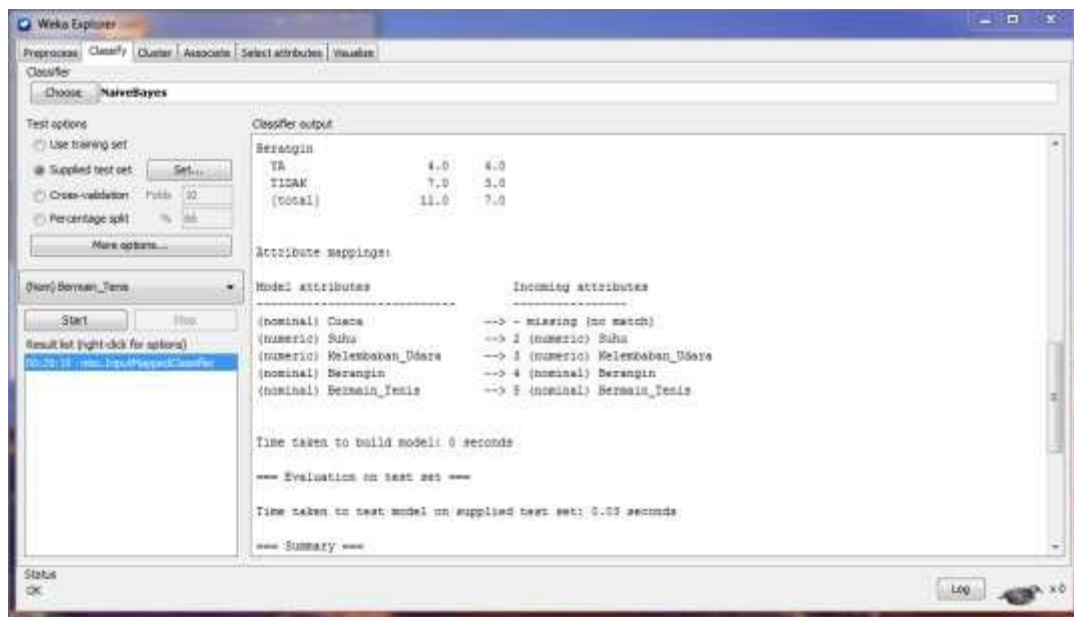 Weka Explorer
Preprocess Classify Cluster Associate Select attributes Visualize
Classifier
Choose NaiveBayes
Test options
Use training set
Supplied test set Set...
Cross-validation Folds 10
Percentage split % 66
More options...
(Nom) Bermain_Tenis
Start Stop
Result list (right-click for options)
misc.InputMappedClassifier
Classifier output
Berangin
YA 4.0 4.0
TIDAK 7.0 3.0
[total] 11.0 7.0
Attribute mappings:
Model attributes Incoming attributes
------------------------------ ----------------
(nominal) Cuaca --> - missing (no match)
(numeric) Suhu --> 2 (numeric) Suhu
(numeric) Kelembaban_Udara --> 3 (numeric) Kelembaban_Udara
(nominal) Berangin --> 4 (nominal) Berangin
(nominal) Bermain_Tenis --> 5 (nominal) Bermain_Tenis
Time taken to build model: 0 seconds
=== Evaluation on test set ===
Time taken to test model on supplied test set: 0.03 seconds
=== Summary ===
Status
OK
Log x 0